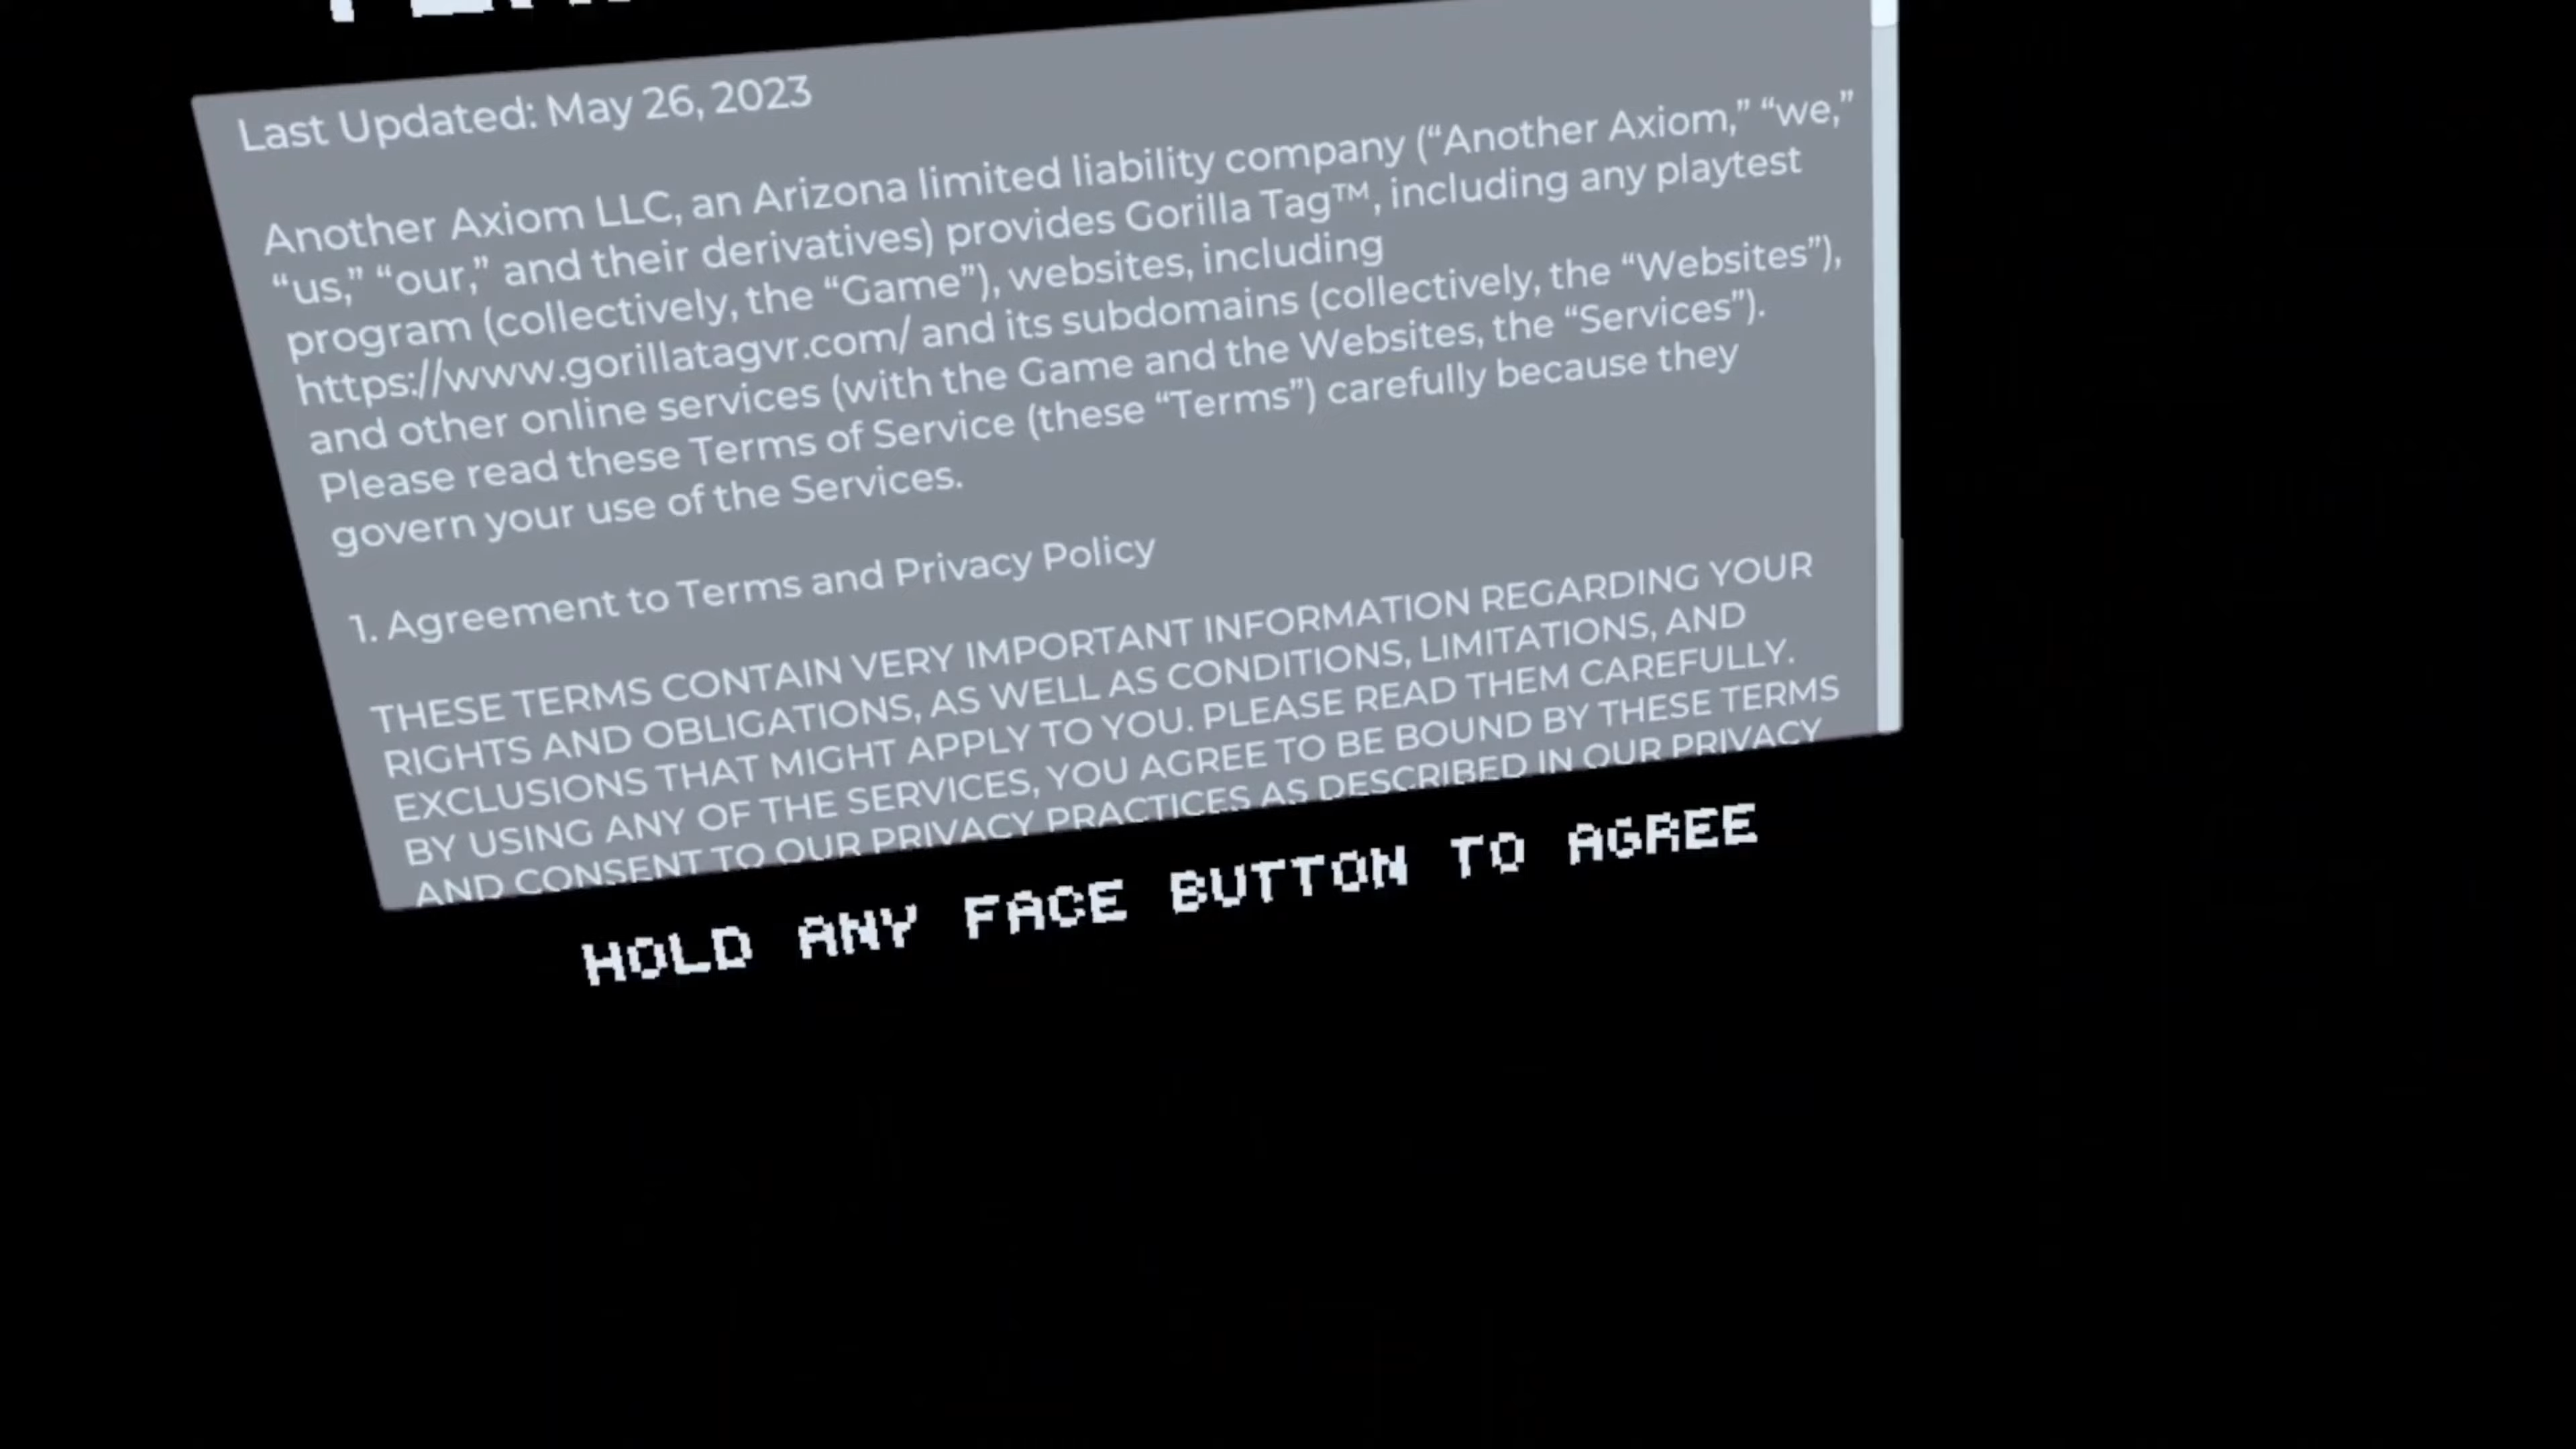 Last Updated: May 26, 2023
Another Axiom LLC, an Arizona limited liability company (“Another Axiom,” “we,”
“us,” “our,” and their derivatives) provides Gorilla Tag™, including any playtest
program (collectively, the “Game”), websites, including
https://www.gorillatagvr.com/ and its subdomains (collectively, the “Websites”),
and other online services (with the Game and the Websites, the “Services”).
Please read these Terms of Service (these “Terms”) carefully because they
govern your use of the Services.
1. Agreement to Terms and Privacy Policy
THESE TERMS CONTAIN VERY IMPORTANT INFORMATION REGARDING YOUR
RIGHTS AND OBLIGATIONS, AS WELL AS CONDITIONS, LIMITATIONS, AND
EXCLUSIONS THAT MIGHT APPLY TO YOU. PLEASE READ THEM CAREFULLY.
BY USING ANY OF THE SERVICES, YOU AGREE TO BE BOUND BY THESE TERMS
AND CONSENT TO OUR PRIVACY PRACTICES AS DESCRIBED IN OUR PRIVACY
HOLD ANY FACE BUTTON TO AGREE